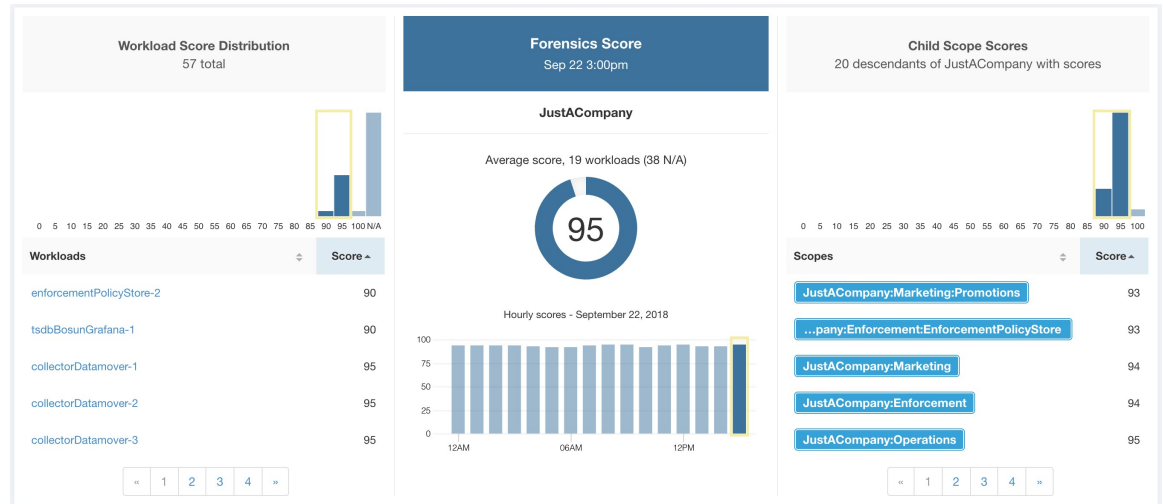 Workload Score Distribution
57 total
0 5 10 15 20 25 30 35 40 45 50 55 60 65 70 75 80 85 90 95 100 N/A
Workloads Score
enforcementPolicyStore-2 90
tsdbBosunGrafana-1 90
collectorDatamover-1 95
collectorDatamover-2 95
collectorDatamover-3 95
« 1 2 3 4 »
Forensics Score
Sep 22 3:00pm
JustACompany
Average score, 19 workloads (38 N/A)
95
Hourly scores - September 22, 2018
100
75
50
25
0
12AM 06AM 12PM
Child Scope Scores
20 descendants of JustACompany with scores
0 5 10 15 20 25 30 35 40 45 50 55 60 65 70 75 80 85 90 95 100
Scopes Score
JustACompany:Marketing:Promotions 93
...pany:Enforcement:EnforcementPolicyStore 93
JustACompany:Marketing 94
JustACompany:Enforcement 94
JustACompany:Operations 95
« 1 2 3 4 »